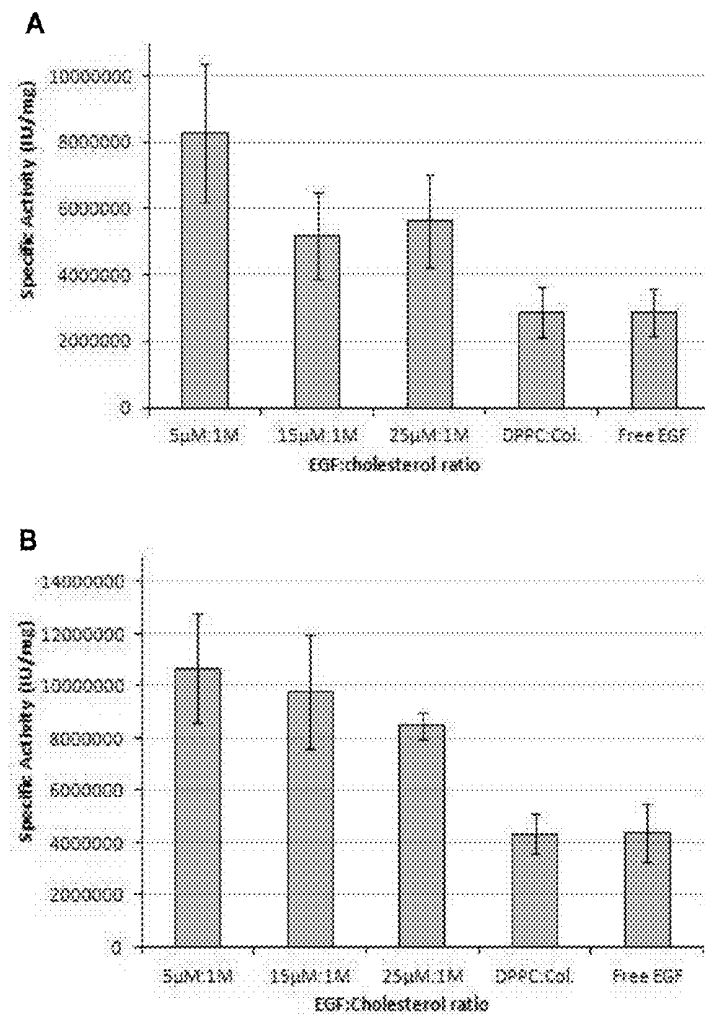 A
Specific Activity (IU/mg)
10000000
8000000
6000000
4000000
2000000
0
5µM:1M 15µM:1M 25µM:1M DPPC:Col. Free EGF
EGF:cholesterol ratio
B
Specific Activity (IU/mg)
14000000
12000000
10000000
8000000
6000000
4000000
2000000
0
5µM:1M 15µM:1M 25µM:1M DPPC:Col. Free EGF
EGF:Cholesterol ratio